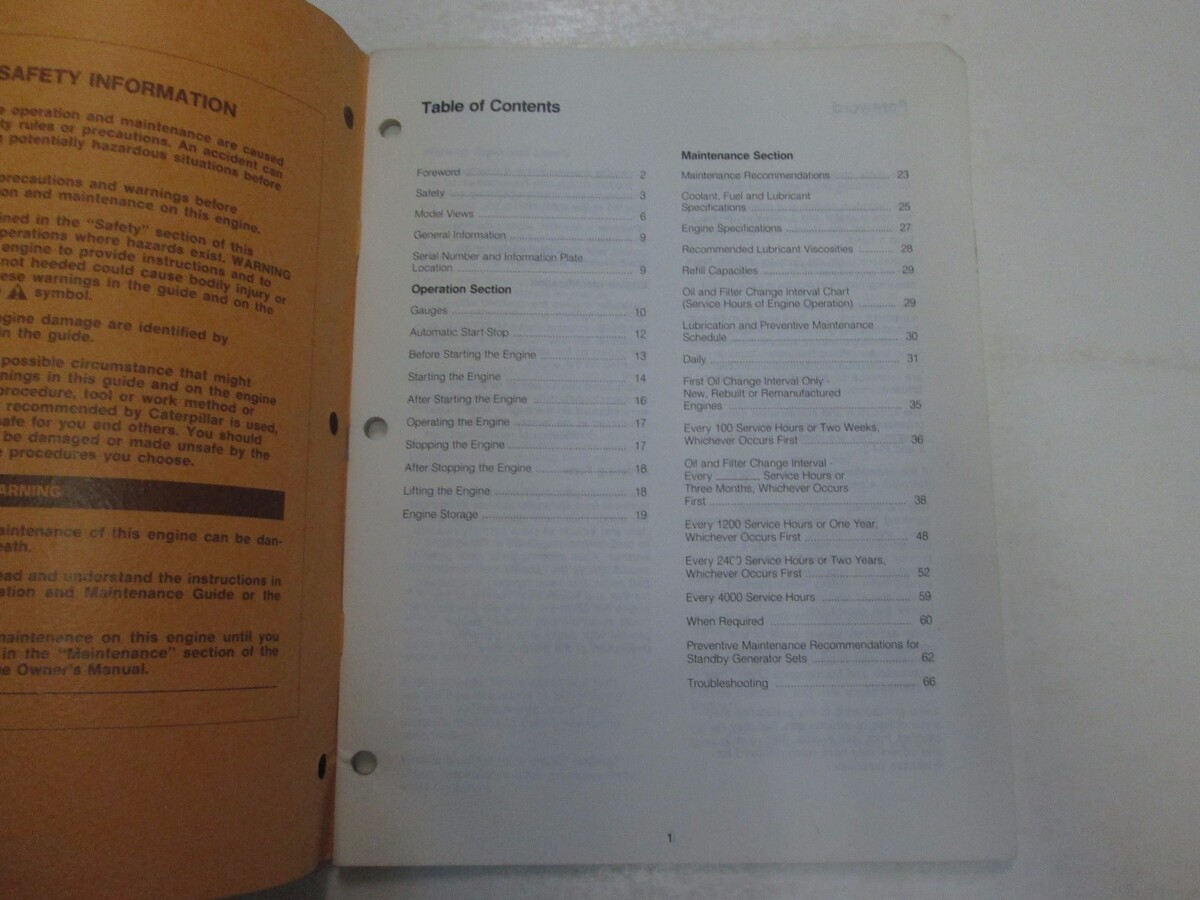 SAFETY INFORMATION
operation and maintenance are caused
ty rules or precautions. An accident can
potentially hazardous situations before
precautions and warnings before
on and maintenance on this engine.
ined in the "Safety" section of this
perations where hazards exist. WARNING
engine to provide instructions and to
not heeded could cause bodily injury or
ese warnings in the guide and on the
symbol.
ngine damage are identified by
in the guide.
possible circumstance that might
nings in this guide and on the engine
procedure, tool or work method or
recommended by Caterpillar is used,
safe for you and others. You should
be damaged or made unsafe by the
procedures you choose.
ARNING
aintenance of this engine can be dan-
eath.
ead and understand the instructions in
ation and Maintenance Guide or the
maintenance on this engine until you
in the "Maintenance" section of the
e Owner's Manual.
Table of Contents
Foreword 2
Safety 3
Model Views 6
General Information 9
Serial Number and Information Plate
Location 9
Operation Section
Gauges 10
Automatic Start-Stop 12
Before Starting the Engine 13
Starting the Engine 14
After Starting the Engine 16
Operating the Engine 17
Stopping the Engine 17
After Stopping the Engine 18
Lifting the Engine 18
Engine Storage 19
Maintenance Section
Maintenance Recommendations 23
Coolant, Fuel and Lubricant
Specifications 25
Engine Specifications 27
Recommended Lubricant Viscosities 28
Refill Capacities 29
Oil and Filter Change Interval Chart
(Service Hours of Engine Operation) 29
Lubrication and Preventive Maintenance
Schedule 30
Daily 31
First Oil Change Interval Only -
New, Rebuilt or Remanufactured
Engines 35
Every 100 Service Hours or Two Weeks,
Whichever Occurs First 36
Oil and Filter Change Interval -
Every ________ Service Hours or
Three Months, Whichever Occurs
First 38
Every 1200 Service Hours or One Year,
Whichever Occurs First 48
Every 2400 Service Hours or Two Years,
Whichever Occurs First 52
Every 4000 Service Hours 59
When Required 60
Preventive Maintenance Recommendations for
Standby Generator Sets 62
Troubleshooting 66
1